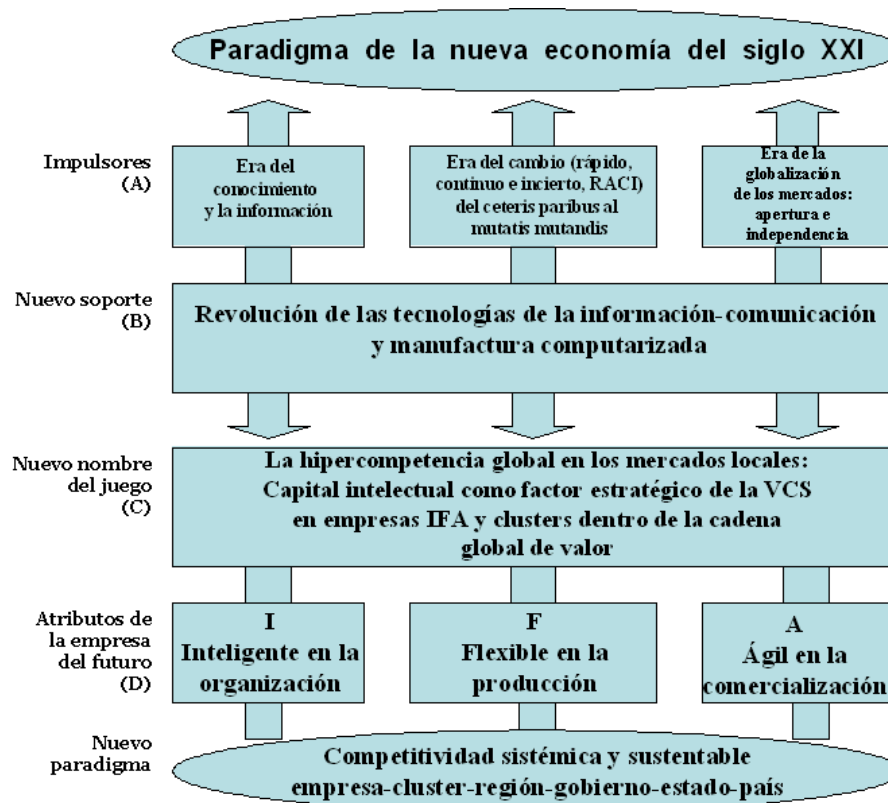 Paradigma de la nueva economía del siglo XXI
Impulsores
(A)
Era del
conocimiento
y la información
Era del cambio (rápido,
continuo e incierto, RACI)
del ceteris paribus al
mutatis mutandis
Era de la
globalización
de los mercados:
apertura e
independencia
Nuevo soporte
(B)
Revolución de las tecnologías de la información-comunicación
y manufactura computarizada
Nuevo nombre
del juego
(C)
La hipercompetencia global en los mercados locales:
Capital intelectual como factor estratégico de la VCS
en empresas IFA y clusters dentro de la cadena
global de valor
Atributos de
la empresa
del futuro
(D)
I
Inteligente en la
organización
F
Flexible en la
producción
A
Ágil en la
comercialización
Nuevo
paradigma
Competitividad sistémica y sustentable
empresa-cluster-región-gobierno-estado-país